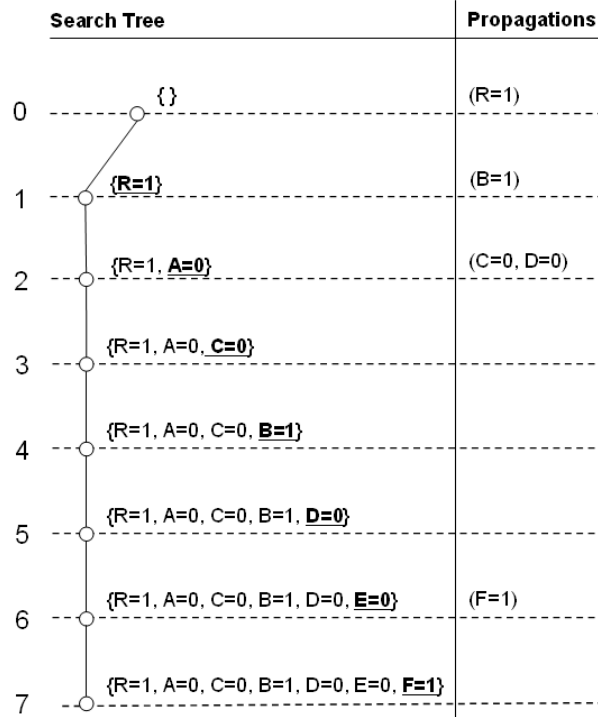 Search Tree Propagations
0 { } (R=1)
1 {R=1} (B=1)
2 {R=1, A=0} (C=0, D=0)
3 {R=1, A=0, C=0}
4 {R=1, A=0, C=0, B=1}
5 {R=1, A=0, C=0, B=1, D=0}
6 {R=1, A=0, C=0, B=1, D=0, E=0} (F=1)
7 {R=1, A=0, C=0, B=1, D=0, E=0, F=1}